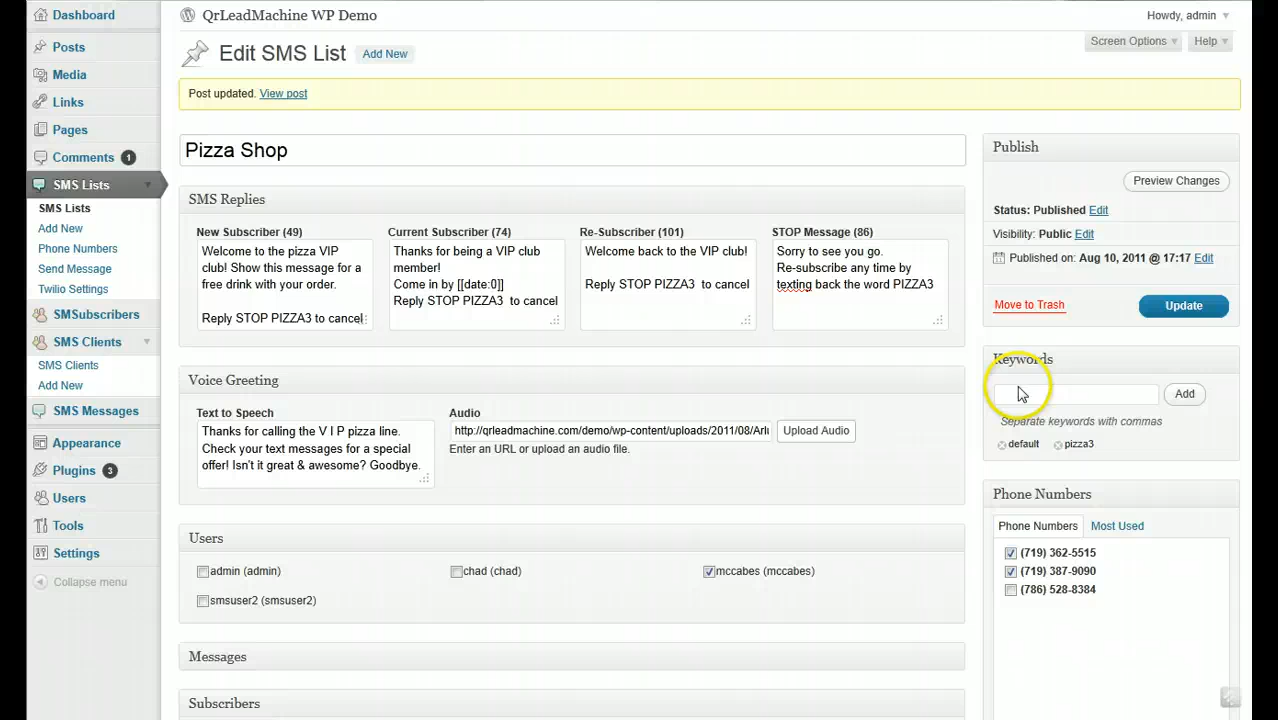 Dashboard
Posts
Media
Links
Pages
Comments 1
SMS Lists
SMS Lists
Add New
Phone Numbers
Send Message
Twilio Settings
SMSubscribers
SMS Clients
SMS Clients
Add New
SMS Messages
Appearance
Plugins 3
Users
Tools
Settings
Collapse menu
QrLeadMachine WP Demo
Howdy, admin
Screen Options
Help
Edit SMS List Add New
Post updated. View post
Pizza Shop
SMS Replies
New Subscriber (49)
Welcome to the pizza VIP
club! Show this message for a
free drink with your order.
Reply STOP PIZZA3 to cancel
Current Subscriber (74)
Thanks for being a VIP club
member!
Come in by [[date:0]]
Reply STOP PIZZA3 to cancel
Re-Subscriber (101)
Welcome back to the VIP club!
Reply STOP PIZZA3 to cancel
STOP Message (86)
Sorry to see you go.
Re-subscribe any time by
texting back the word PIZZA3
Voice Greeting
Text to Speech
Thanks for calling the V I P pizza line.
Check your text messages for a special
offer! Isn't it great & awesome? Goodbye.
Audio
http://qrleadmachine.com/demo/wp-content/uploads/2011/08/Arlu
Upload Audio
Enter an URL or upload an audio file.
Users
admin (admin)
chad (chad)
mccabes (mccabes)
smsuser2 (smsuser2)
Messages
Subscribers
Publish
Preview Changes
Status: Published Edit
Visibility: Public Edit
Published on: Aug 10, 2011 @ 17:17 Edit
Move to Trash
Update
Keywords
Add
Separate keywords with commas
default
pizza3
Phone Numbers
Phone Numbers
Most Used
(719) 362-5515
(719) 387-9090
(786) 528-8384